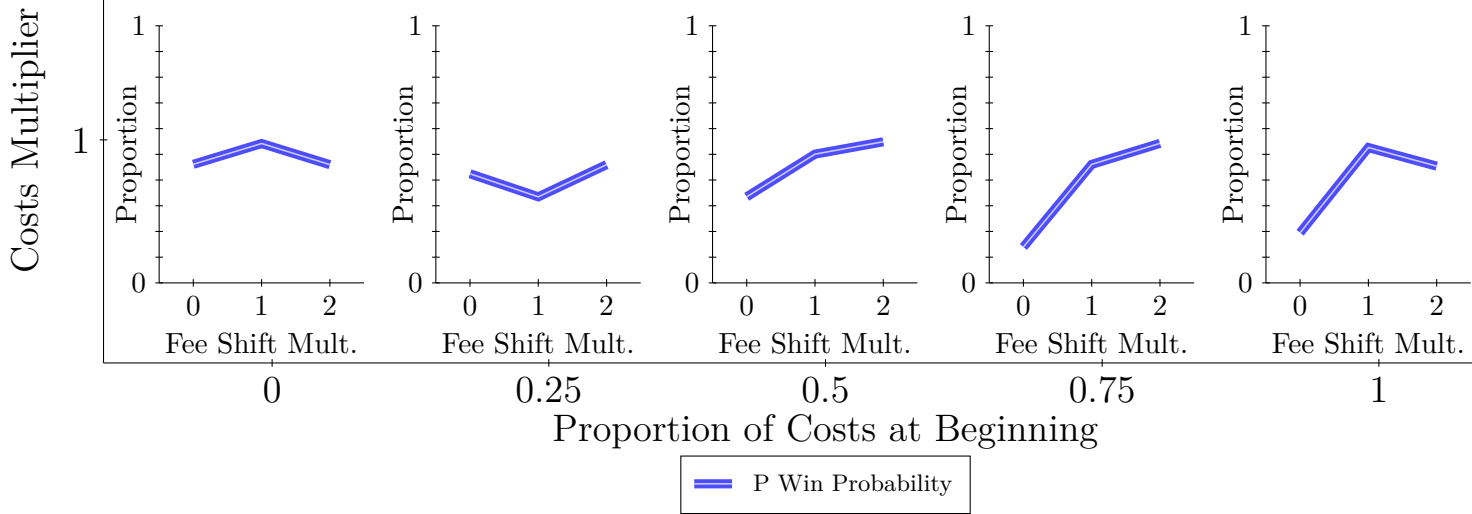 Costs Multiplier
1
1
Proportion
0
0 1 2
Fee Shift Mult.
1
Proportion
0
0 1 2
Fee Shift Mult.
1
Proportion
0
0 1 2
Fee Shift Mult.
1
Proportion
0
0 1 2
Fee Shift Mult.
1
Proportion
0
0 1 2
Fee Shift Mult.
0 0.25 0.5 0.75 1
Proportion of Costs at Beginning
P Win Probability